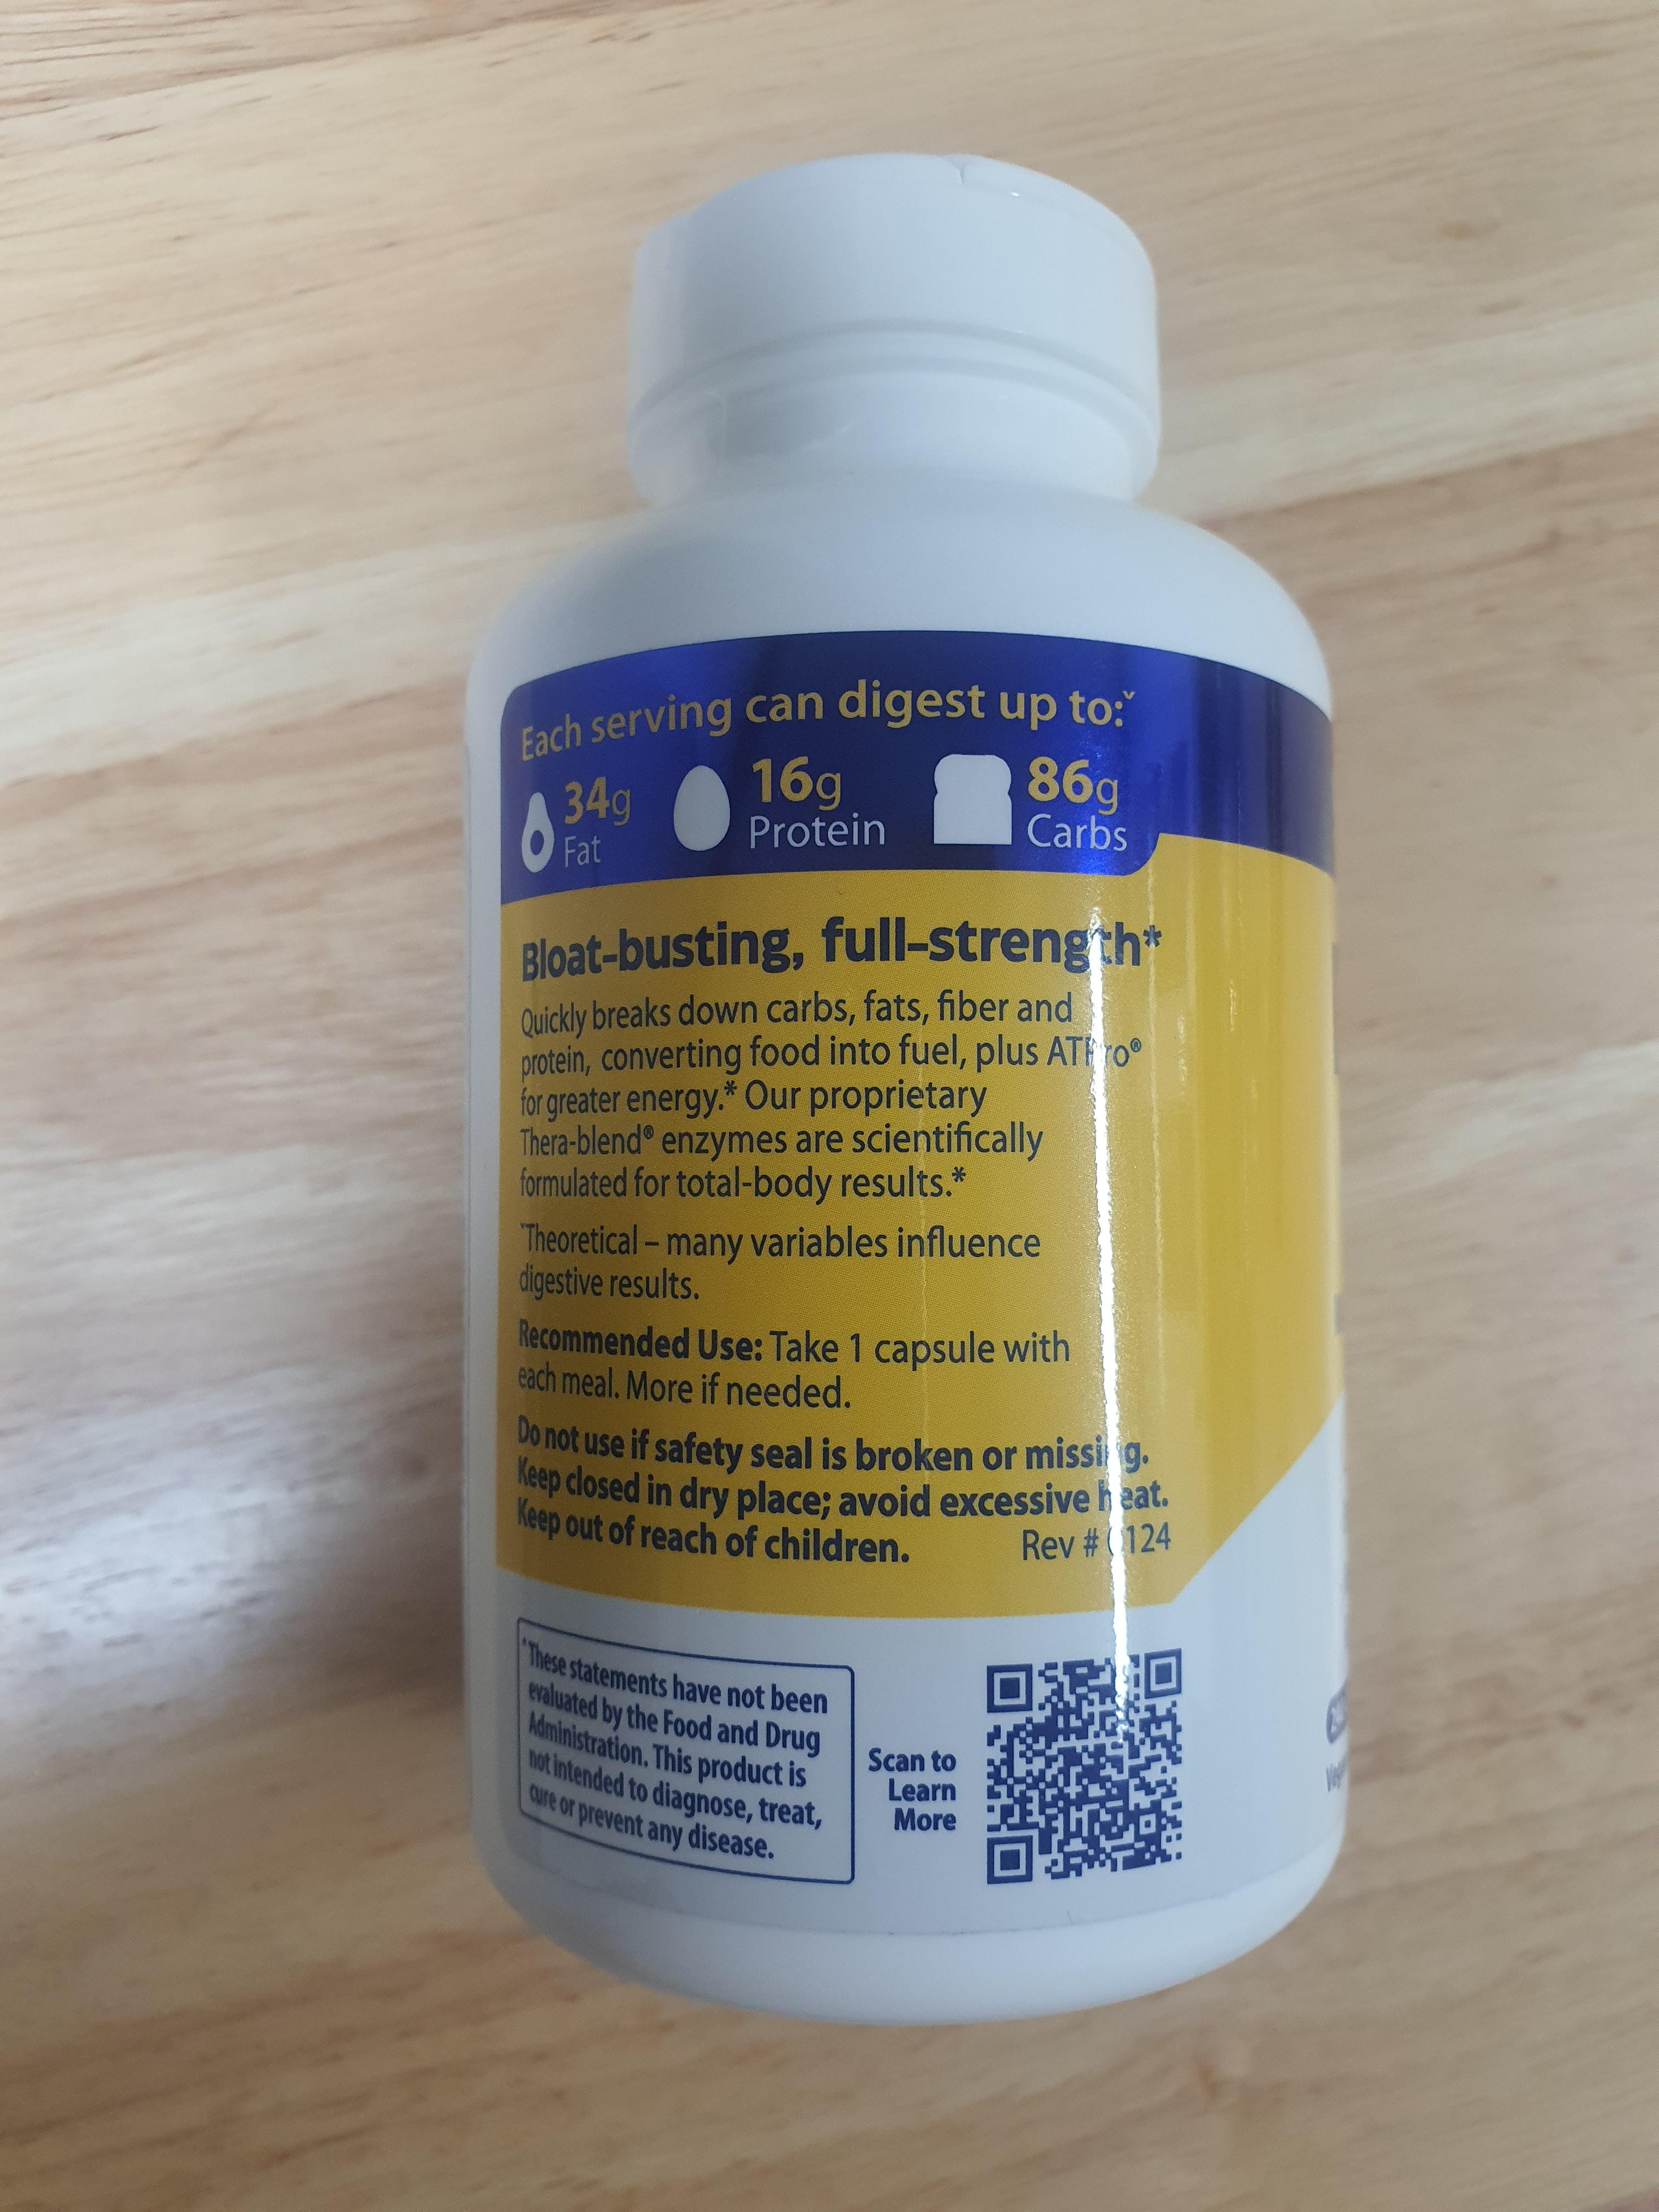 Each serving can digest up to:ˇ
34g
Fat
16g
Protein
86g
Carbs
Bloat-busting, full-strength*
Quickly breaks down carbs, fats, fiber and
protein, converting food into fuel, plus ATPro®
for greater energy.* Our proprietary
Thera-blend® enzymes are scientifically
formulated for total-body results.*
ˇTheoretical – many variables influence
digestive results.
Recommended Use: Take 1 capsule with
each meal. More if needed.
Do not use if safety seal is broken or missing.
Keep closed in dry place; avoid excessive heat.
Keep out of reach of children.
Rev # 0124
*These statements have not been
evaluated by the Food and Drug
Administration. This product is
not intended to diagnose, treat,
cure or prevent any disease.
Scan to
Learn
More